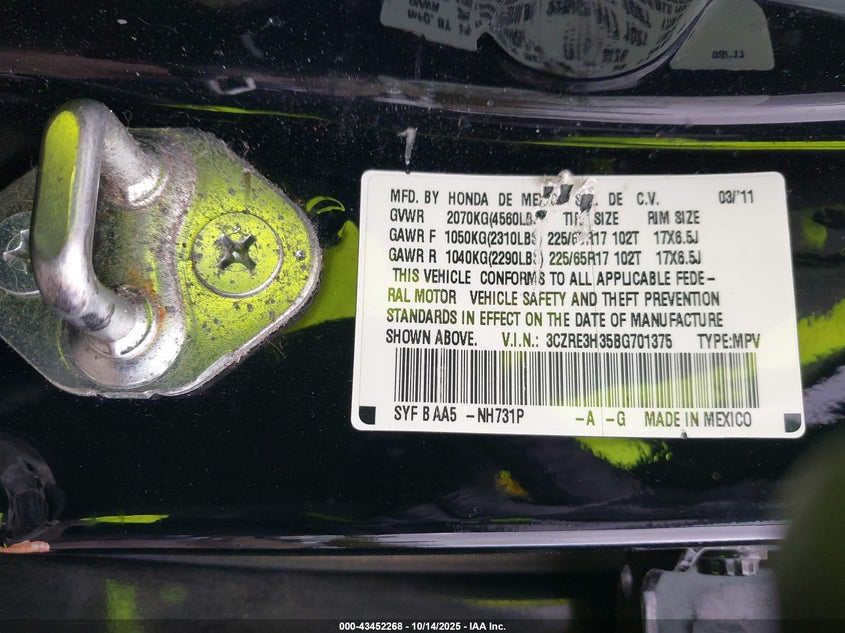 MFD. BY HONDA DE DE C.V. 03/'11
GVWR 2070KG(4560LBS) SIZE RIM SIZE
GAWR F 1050KG(2310LBS) 225/65R17 102T 17X6.5J
GAWR R 1040KG(2290LBS) 225/65R17 102T 17X6.5J
THIS VEHICLE CONFORMS TO ALL APPLICABLE FEDE-
RAL MOTOR VEHICLE SAFETY AND THEFT PREVENTION
STANDARDS IN EFFECT ON THE DATE OF MANUFACTURE
SHOWN ABOVE. V.I.N.: 3CZRE3H35BG701375 TYPE:MPV
SYF B AA5 -NH731P -A -G MADE IN MEXICO
000-43452268 - 10/14/2025 - IAA Inc.